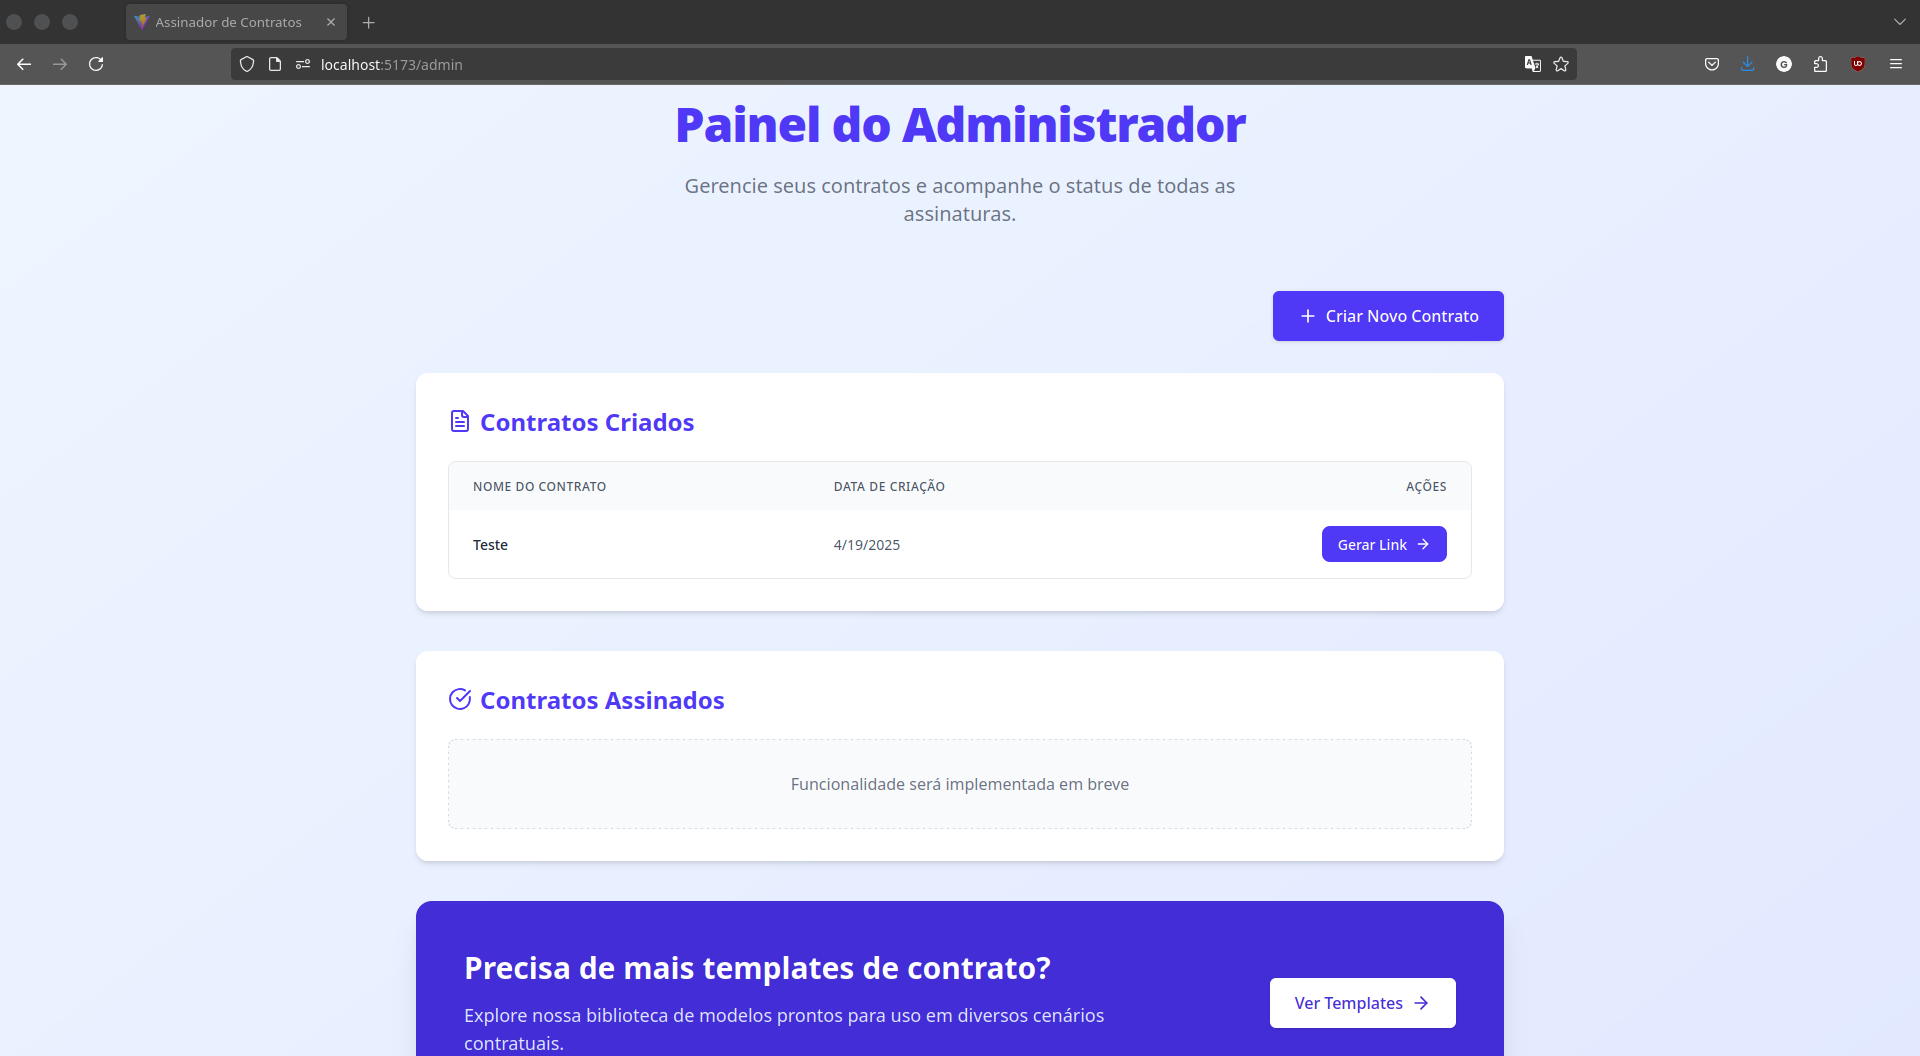 Assinador de Contratos
localhost:5173/admin
Painel do Administrador
Gerencie seus contratos e acompanhe o status de todas as
assinaturas.
Criar Novo Contrato
Contratos Criados
NOME DO CONTRATO DATA DE CRIAÇÃO AÇÕES
Teste 4/19/2025 Gerar Link
Contratos Assinados
Funcionalidade será implementada em breve
Precisa de mais templates de contrato?
Ver Templates
Explore nossa biblioteca de modelos prontos para uso em diversos cenários
contratuais.